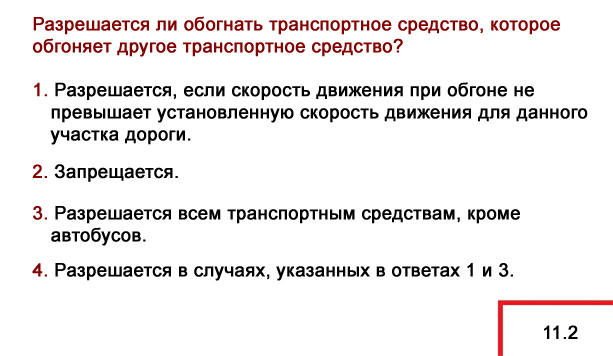 Разрешается ли обогнать транспортное средство, которое
обгоняет другое транспортное средство?
1. Разрешается, если скорость движения при обгоне не
превышает установленную скорость движения для данного
участка дороги.
2. Запрещается.
3. Разрешается всем транспортным средствам, кроме
автобусов.
4. Разрешается в случаях, указанных в ответах 1 и 3.
11.2